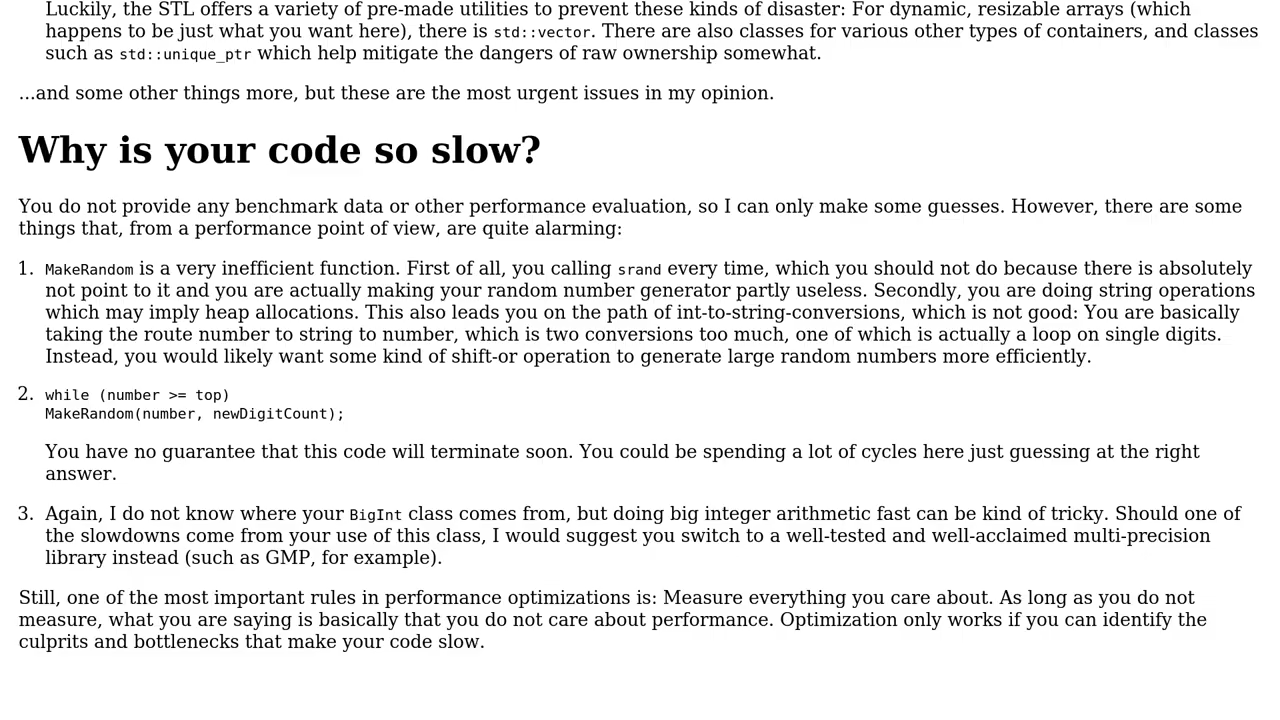 Luckily, the STL offers a variety of pre-made utilities to prevent these kinds of disaster: For dynamic, resizable arrays (which
happens to be just what you want here), there is std::vector. There are also classes for various other types of containers, and classes
such as std::unique_ptr which help mitigate the dangers of raw ownership somewhat.
...and some other things more, but these are the most urgent issues in my opinion.
Why is your code so slow?
You do not provide any benchmark data or other performance evaluation, so I can only make some guesses. However, there are some
things that, from a performance point of view, are quite alarming:
1. MakeRandom is a very inefficient function. First of all, you calling srand every time, which you should not do because there is absolutely
not point to it and you are actually making your random number generator partly useless. Secondly, you are doing string operations
which may imply heap allocations. This also leads you on the path of int-to-string-conversions, which is not good: You are basically
taking the route number to string to number, which is two conversions too much, one of which is actually a loop on single digits.
Instead, you would likely want some kind of shift-or operation to generate large random numbers more efficiently.
2. while (number >= top)
MakeRandom(number, newDigitCount);
You have no guarantee that this code will terminate soon. You could be spending a lot of cycles here just guessing at the right
answer.
3. Again, I do not know where your BigInt class comes from, but doing big integer arithmetic fast can be kind of tricky. Should one of
the slowdowns come from your use of this class, I would suggest you switch to a well-tested and well-acclaimed multi-precision
library instead (such as GMP, for example).
Still, one of the most important rules in performance optimizations is: Measure everything you care about. As long as you do not
measure, what you are saying is basically that you do not care about performance. Optimization only works if you can identify the
culprits and bottlenecks that make your code slow.